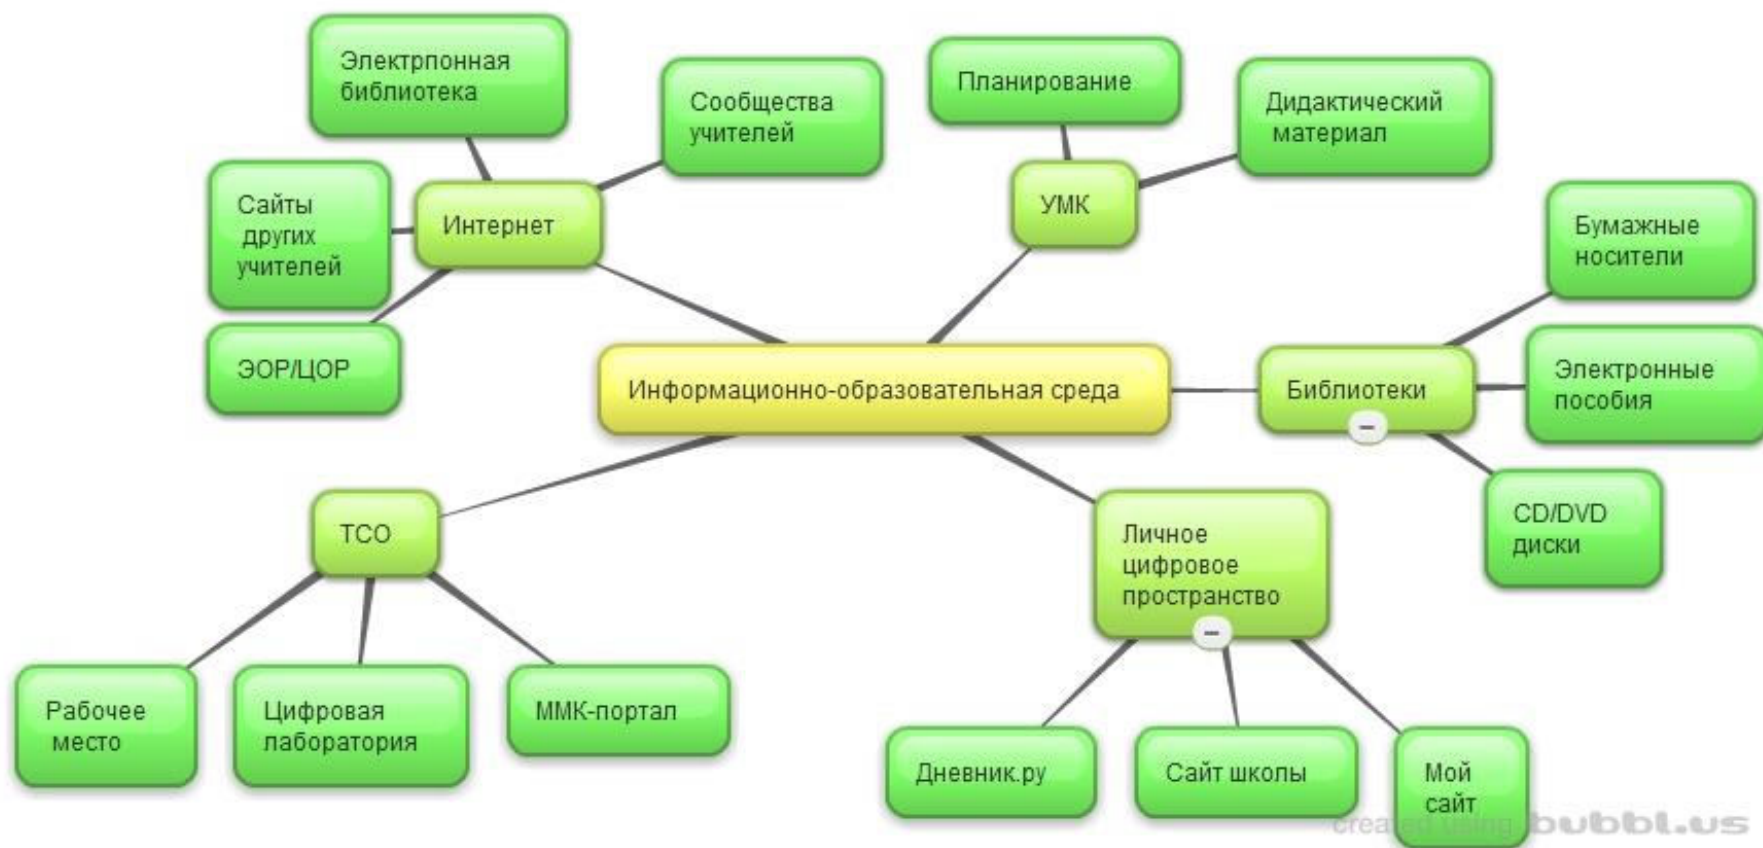 Электрпонная
библиотека
Сообщества
учителей
Сайты
других
учителей
Интернет
ЭОР/ЦОР
Планирование
Дидактический
материал
УМК
Бумажные
носители
Информационно-образовательная среда
Библиотеки
Электронные
пособия
CD/DVD
диски
ТСО
Рабочее
место
Цифровая
лаборатория
ММК-портал
Личное
цифровое
пространство
Дневник.ру
Сайт школы
Мой
сайт
created using bubbl.us